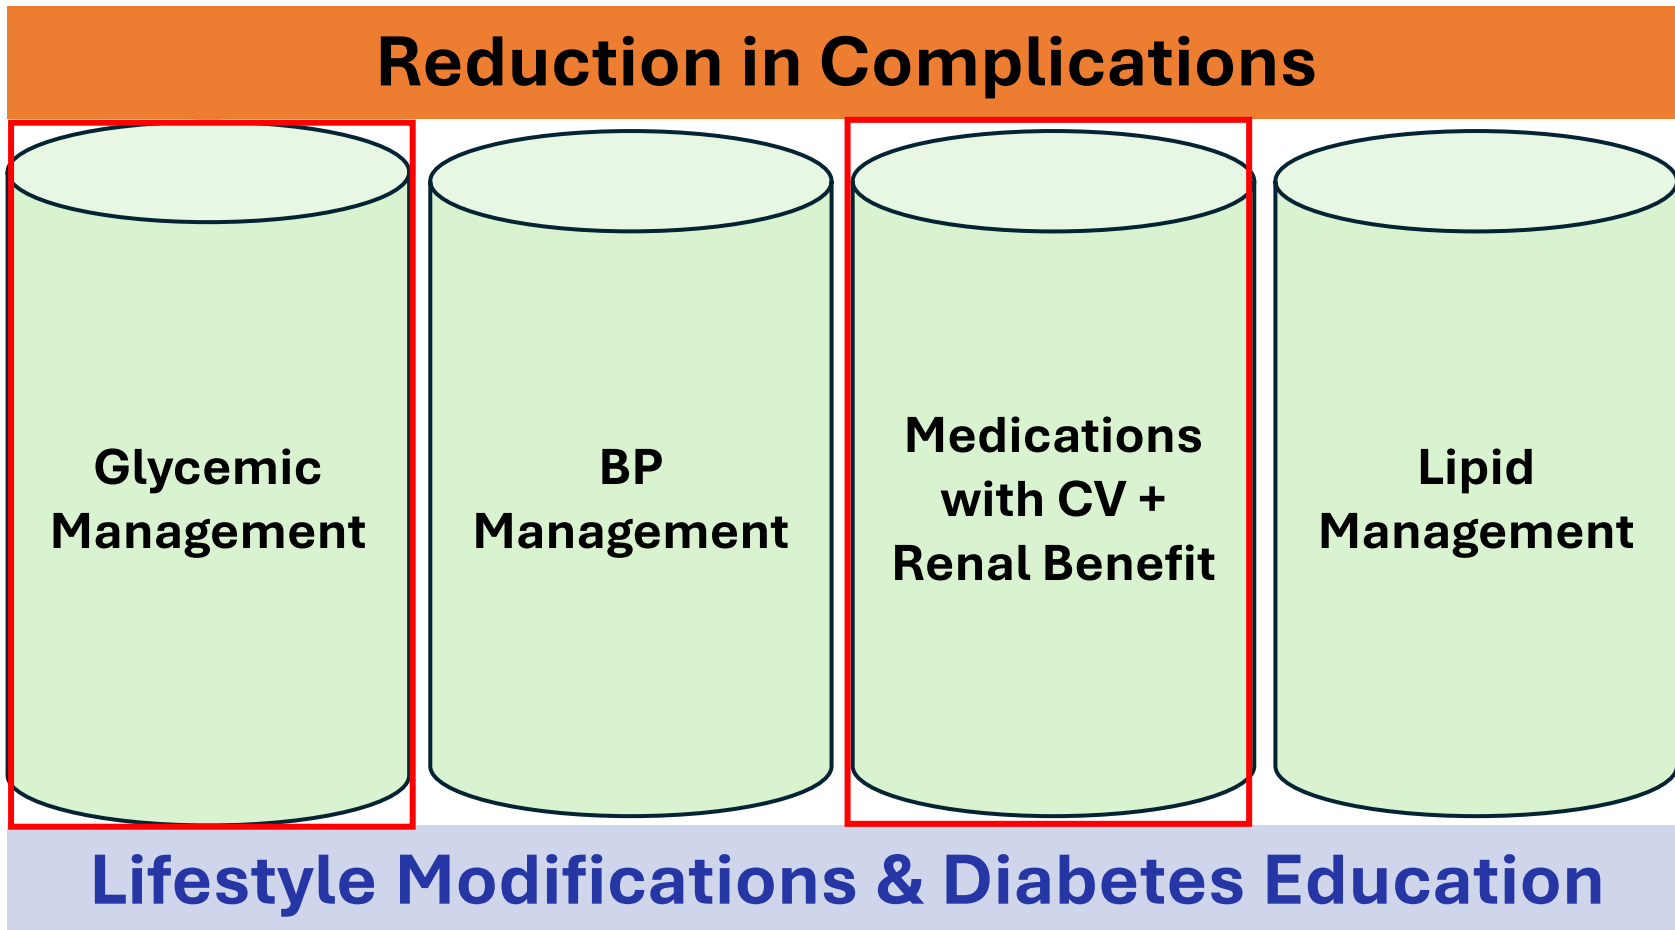 Reduction in Complications
Glycemic
Management
BP
Management
Medications
with CV +
Renal Benefit
Lipid
Management
Lifestyle Modifications & Diabetes Education